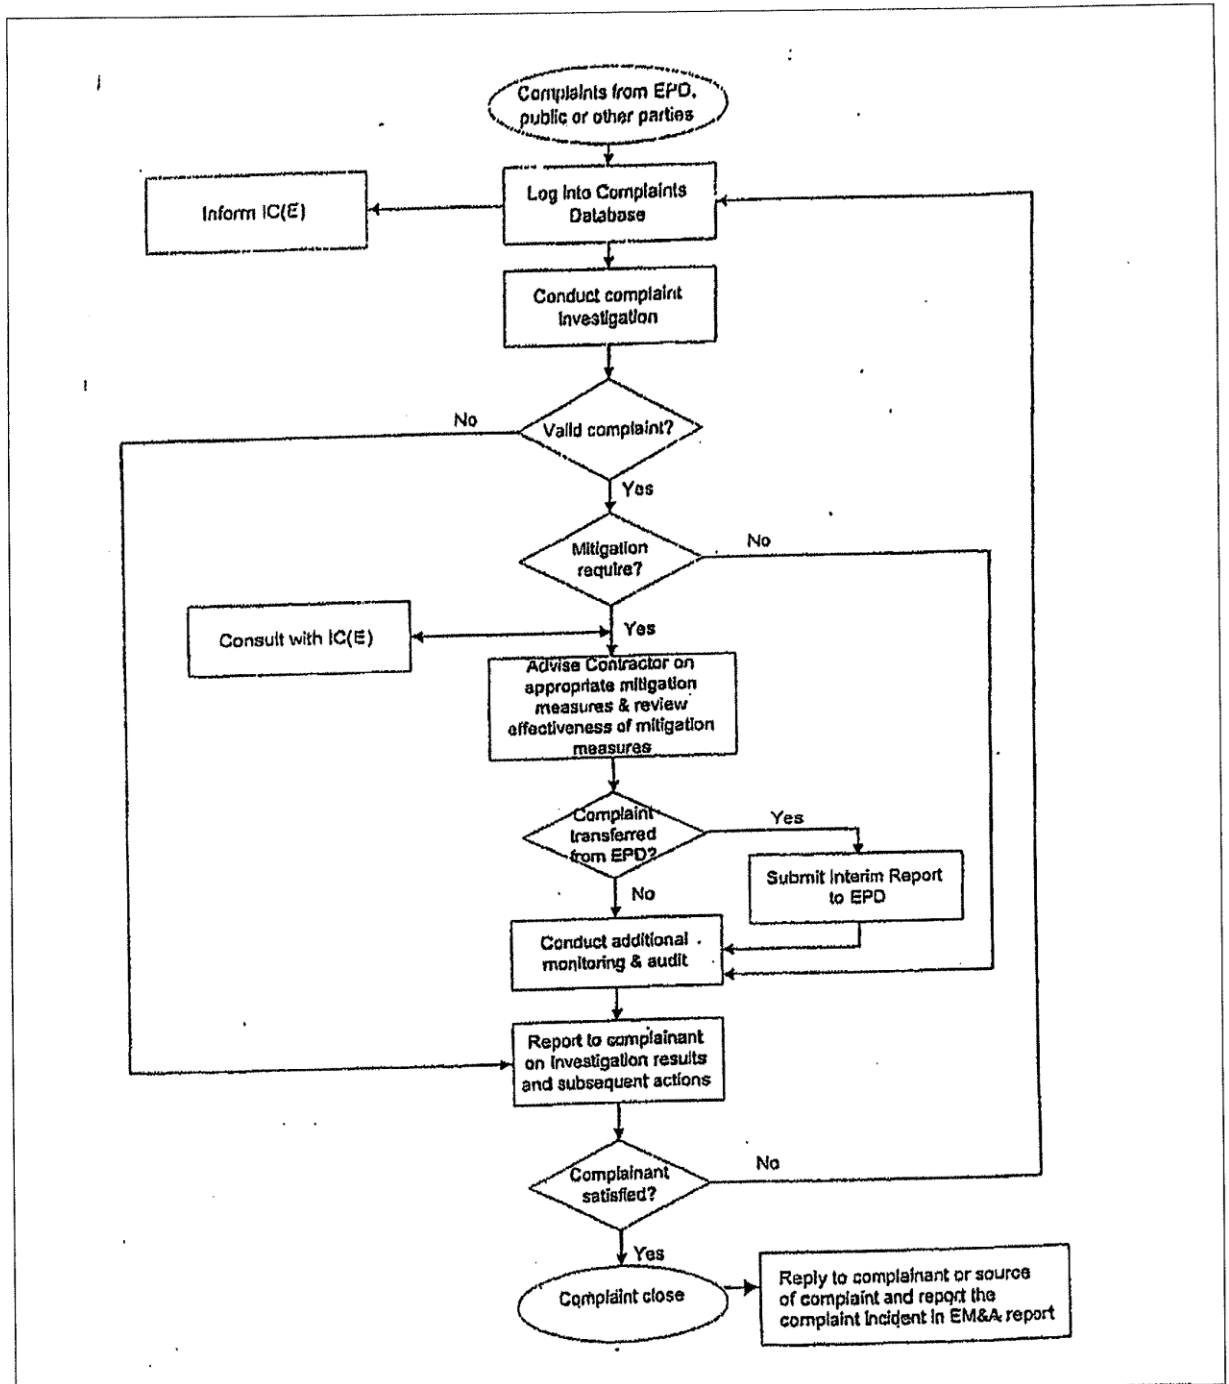 Complaints from EPD,
public or other parties
Inform IC(E)
Log Into Complaints
Database
Conduct complaint
Investigation
No
Valid complaint?
Yes
Mitigation
require?
No
Consult with IC(E)
Yes
Advise Contractor on
appropriate mitigation
measures & review
effectiveness of mitigation
measures
Complaint
transferred
from EPD?
Yes
Submit Interim Report
to EPD
No
Conduct additional
monitoring & audit
Report to complainant
on Investigation results
and subsequent actions
Complainant
satisfied?
No
Yes
Complaint close
Reply to complainant or source
of complaint and report the
complaint Incident in EM&A report